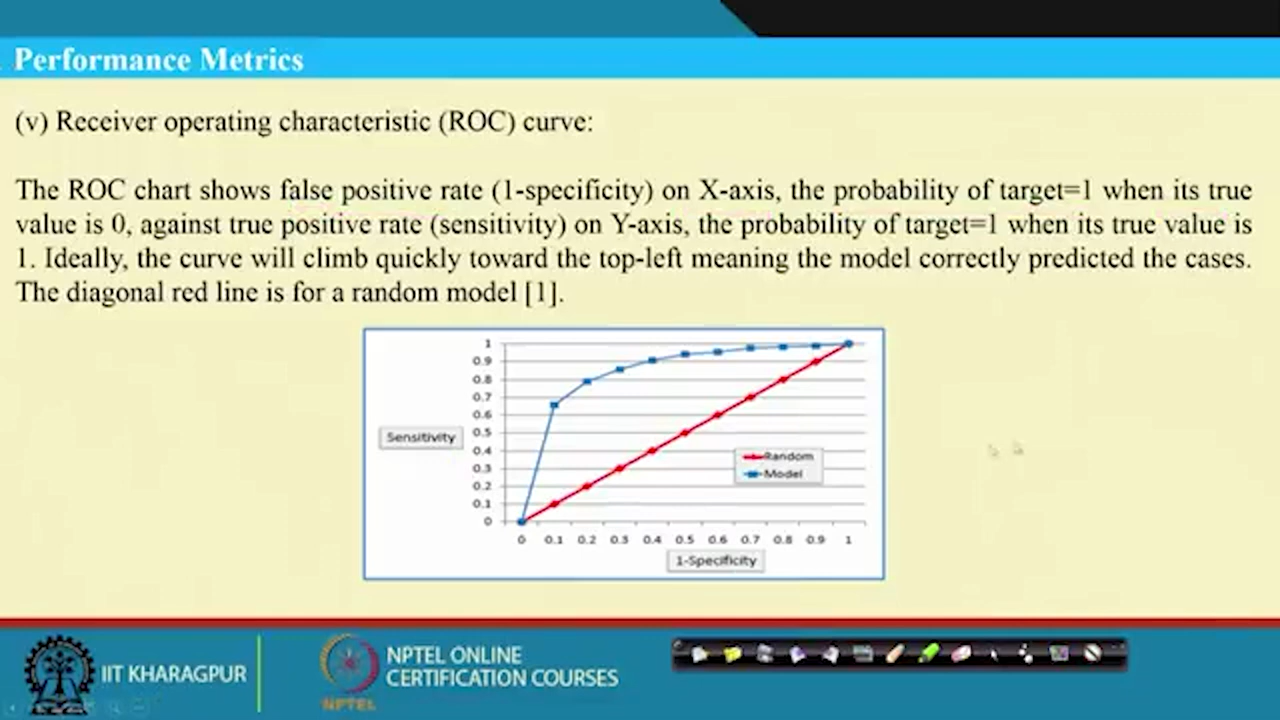 Performance Metrics
(v) Receiver operating characteristic (ROC) curve:
The ROC chart shows false positive rate (1-specificity) on X-axis, the probability of target=1 when its true
value is 0, against true positive rate (sensitivity) on Y-axis, the probability of target=1 when its true value is
1. Ideally, the curve will climb quickly toward the top-left meaning the model correctly predicted the cases.
The diagonal red line is for a random model [1].
1
0.9
0.8
0.7
0.6
0.5
0.4
0.3
0.2
0.1
0
Sensitivity
Random
Model
0 0.1 0.2 0.3 0.4 0.5 0.6 0.7 0.8 0.9 1
1-Specificity
IIT KHARAGPUR
NPTEL
NPTEL ONLINE
CERTIFICATION COURSES